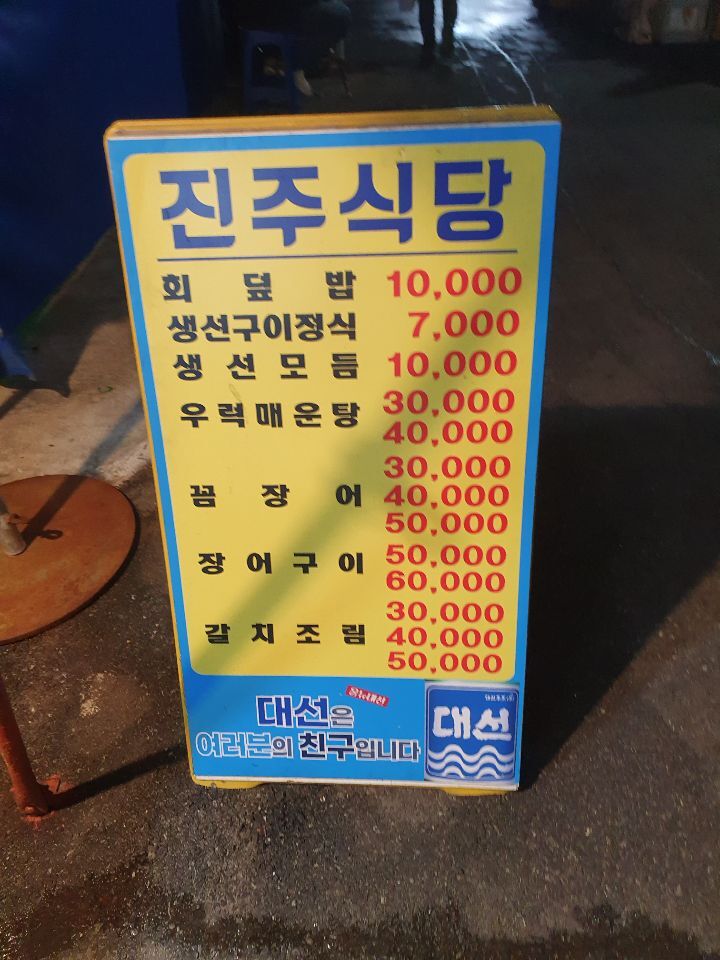 진주식당
회 덮 밥 10,000
생선구이정식 7,000
생 선 모 듬 10,000
우 럭 매 운 탕 30,000
40,000
30,000
꼼 장 어 40,000
50,000
장 어 구 이 50,000
60,000
30,000
갈 치 조 림 40,000
50,000
대선은
여러분의 친구입니다
대선